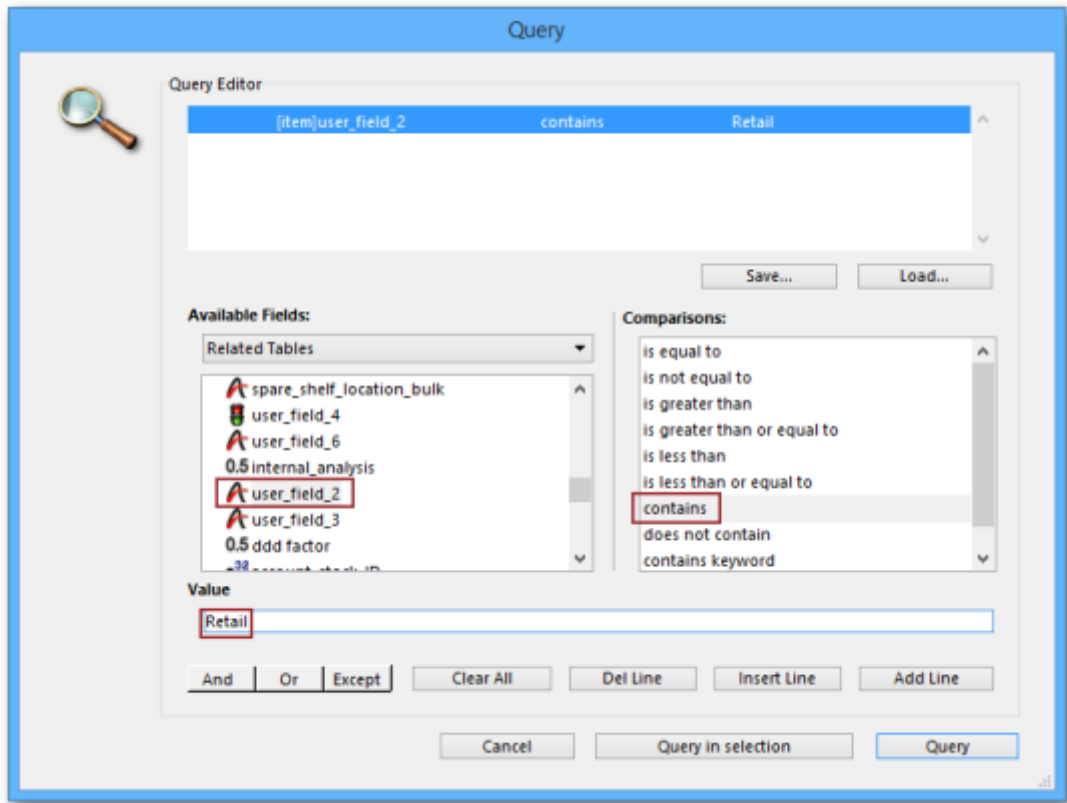 Query
Query Editor
[item]user_field_2 contains Retail
Save... Load...
Available Fields:
Related Tables
spare_shelf_location_bulk
user_field_4
user_field_6
0.5 internal_analysis
user_field_2
user_field_3
0.5 ddd factor
Comparisons:
is equal to
is not equal to
is greater than
is greater than or equal to
is less than
is less than or equal to
contains
does not contain
contains keyword
Value
Retail
And Or Except Clear All Del Line Insert Line Add Line
Cancel Query in selection Query